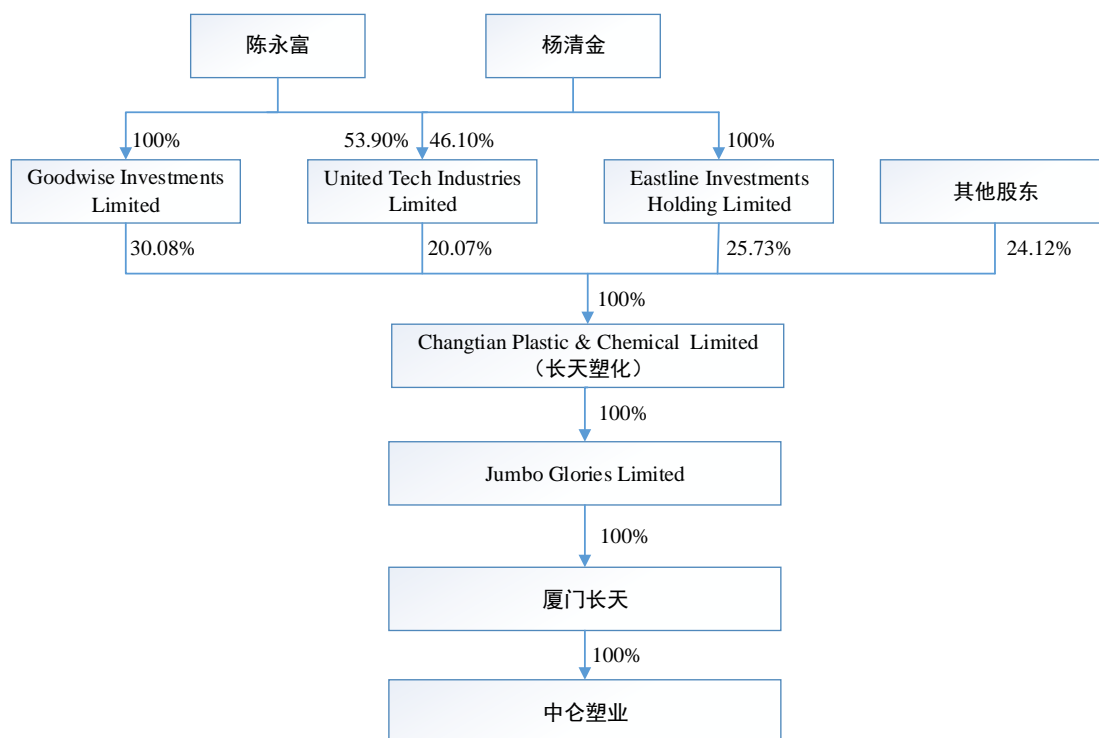 陈永富
杨清金
100%
53.90%
46.10%
100%
Goodwise Investments
Limited
United Tech Industries
Limited
Eastline Investments
Holding Limited
其他股东
30.08%
20.07%
25.73%
24.12%
100%
Changtian Plastic & Chemical Limited
（长天塑化）
100%
Jumbo Glories Limited
100%
厦门长天
100%
中仑塑业